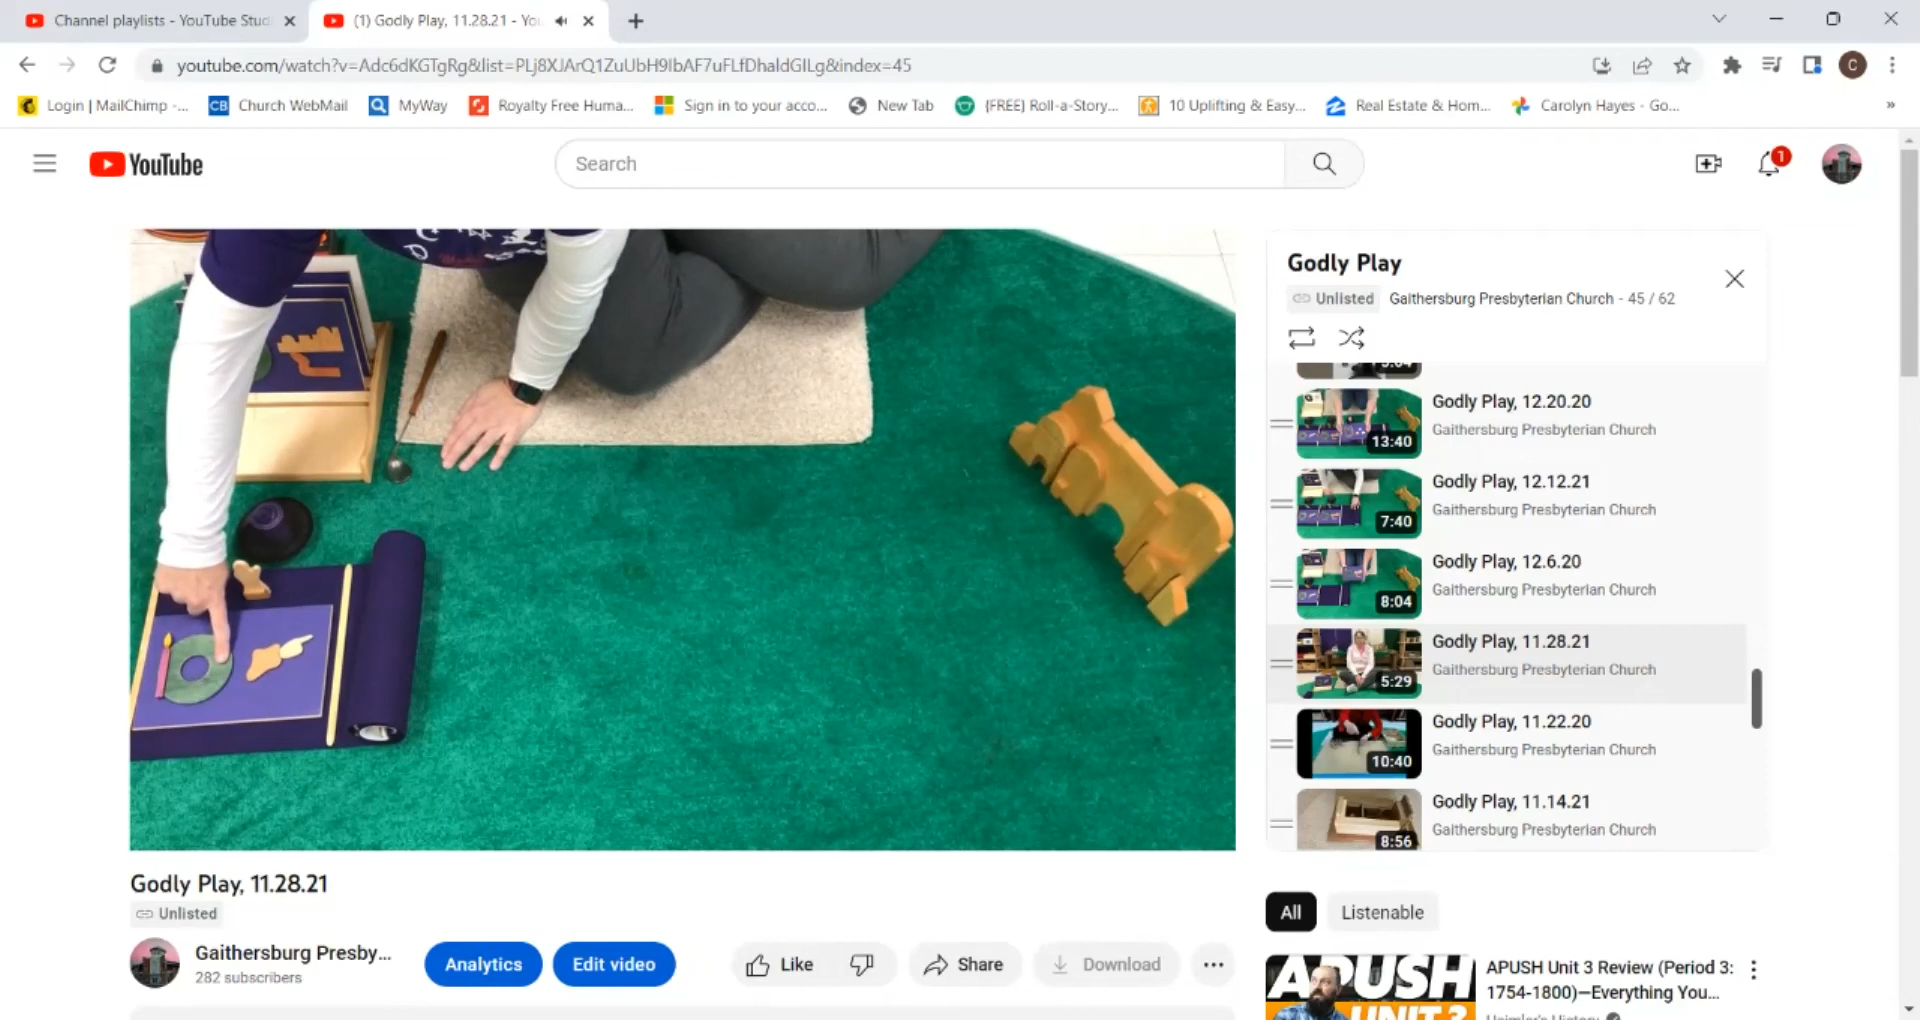 Channel playlists - YouTube Stud
(1) Godly Play, 11.28.21 - You
youtube.com/watch?v=Adc6dKGTgRg&list=PLj8XJArQ1ZuUbH9IbAF7uFLfDhaldGILg&index=45
C
Login | MailChimp -...
CB Church WebMail
MyWay
Royalty Free Huma...
Sign in to your acco...
New Tab
{FREE} Roll-a-Story...
10 Uplifting & Easy...
Real Estate & Hom...
Carolyn Hayes - Go...
»
YouTube
Search
1
Godly Play
Unlisted
Gaithersburg Presbyterian Church - 45 / 62
Godly Play, 12.20.20
Gaithersburg Presbyterian Church
13:40
Godly Play, 12.12.21
Gaithersburg Presbyterian Church
7:40
Godly Play, 12.6.20
Gaithersburg Presbyterian Church
8:04
Godly Play, 11.28.21
Gaithersburg Presbyterian Church
5:29
Godly Play, 11.22.20
Gaithersburg Presbyterian Church
10:40
Godly Play, 11.14.21
Gaithersburg Presbyterian Church
8:56
Godly Play, 11.28.21
Unlisted
Gaithersburg Presby...
282 subscribers
Analytics
Edit video
Like
Share
Download
All
Listenable
APUSH
UNIT 3
APUSH Unit 3 Review (Period 3:
1754-1800)—Everything You...